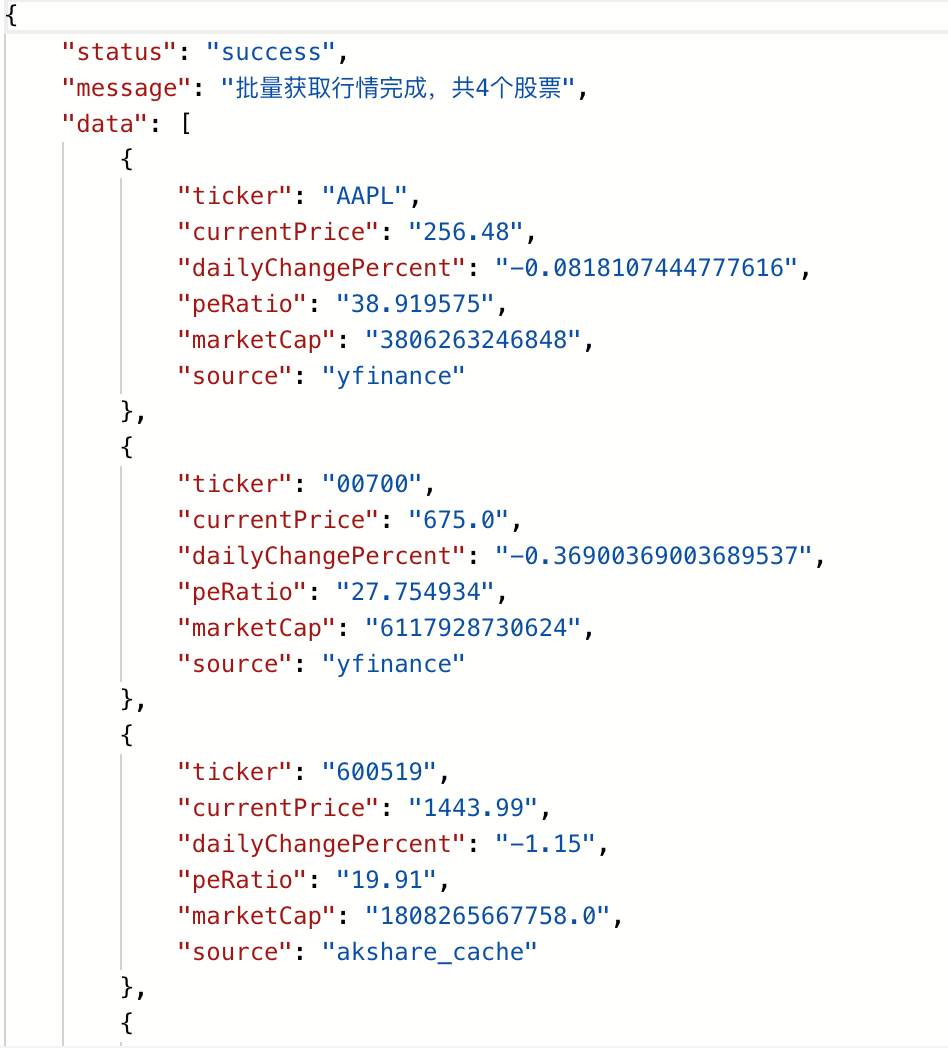 {
"status": "success",
"message": "批量获取行情完成，共4个股票",
"data": [
{
"ticker": "AAPL",
"currentPrice": "256.48",
"dailyChangePercent": "-0.0818107444777616",
"peRatio": "38.919575",
"marketCap": "3806263246848",
"source": "yfinance"
},
{
"ticker": "00700",
"currentPrice": "675.0",
"dailyChangePercent": "-0.36900369003689537",
"peRatio": "27.754934",
"marketCap": "6117928730624",
"source": "yfinance"
},
{
"ticker": "600519",
"currentPrice": "1443.99",
"dailyChangePercent": "-1.15",
"peRatio": "19.91",
"marketCap": "1808265667758.0",
"source": "akshare_cache"
},
{